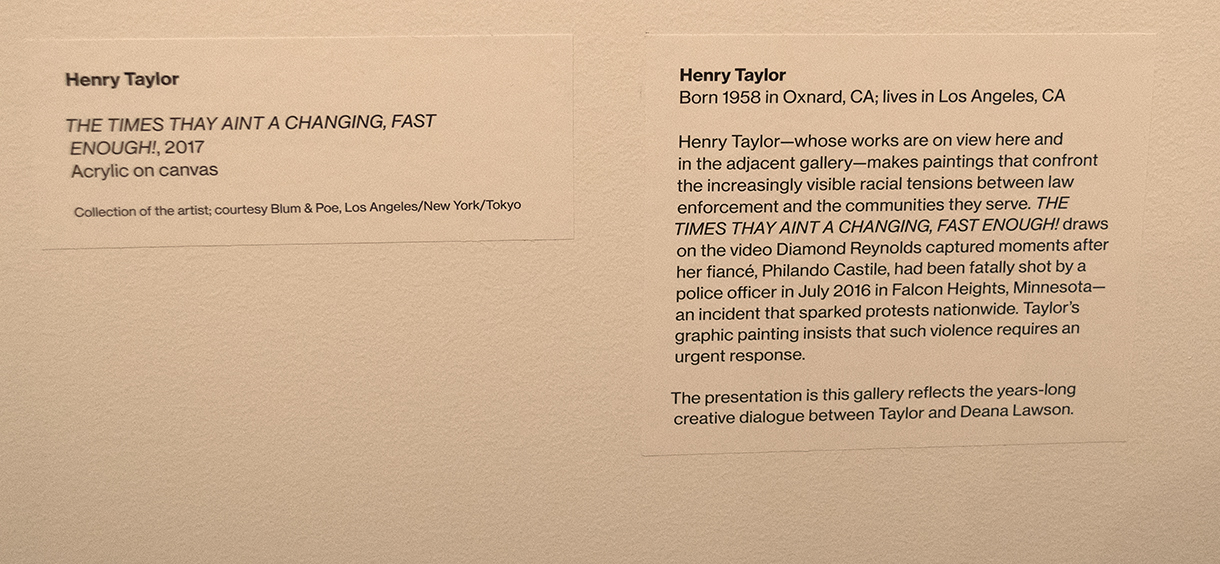 Henry Taylor
THE TIMES THAY AINT A CHANGING, FAST
ENOUGH!, 2017
Acrylic on canvas
Collection of the artist; courtesy Blum & Poe, Los Angeles/New York/Tokyo
Henry Taylor
Born 1958 in Oxnard, CA; lives in Los Angeles, CA
Henry Taylor—whose works are on view here and
in the adjacent gallery—makes paintings that confront
the increasingly visible racial tensions between law
enforcement and the communities they serve. THE
TIMES THAY AINT A CHANGING, FAST ENOUGH! draws
on the video Diamond Reynolds captured moments after
her fiancé, Philando Castile, had been fatally shot by a
police officer in July 2016 in Falcon Heights, Minnesota—
an incident that sparked protests nationwide. Taylor's
graphic painting insists that such violence requires an
urgent response.
The presentation is this gallery reflects the years-long
creative dialogue between Taylor and Deana Lawson.